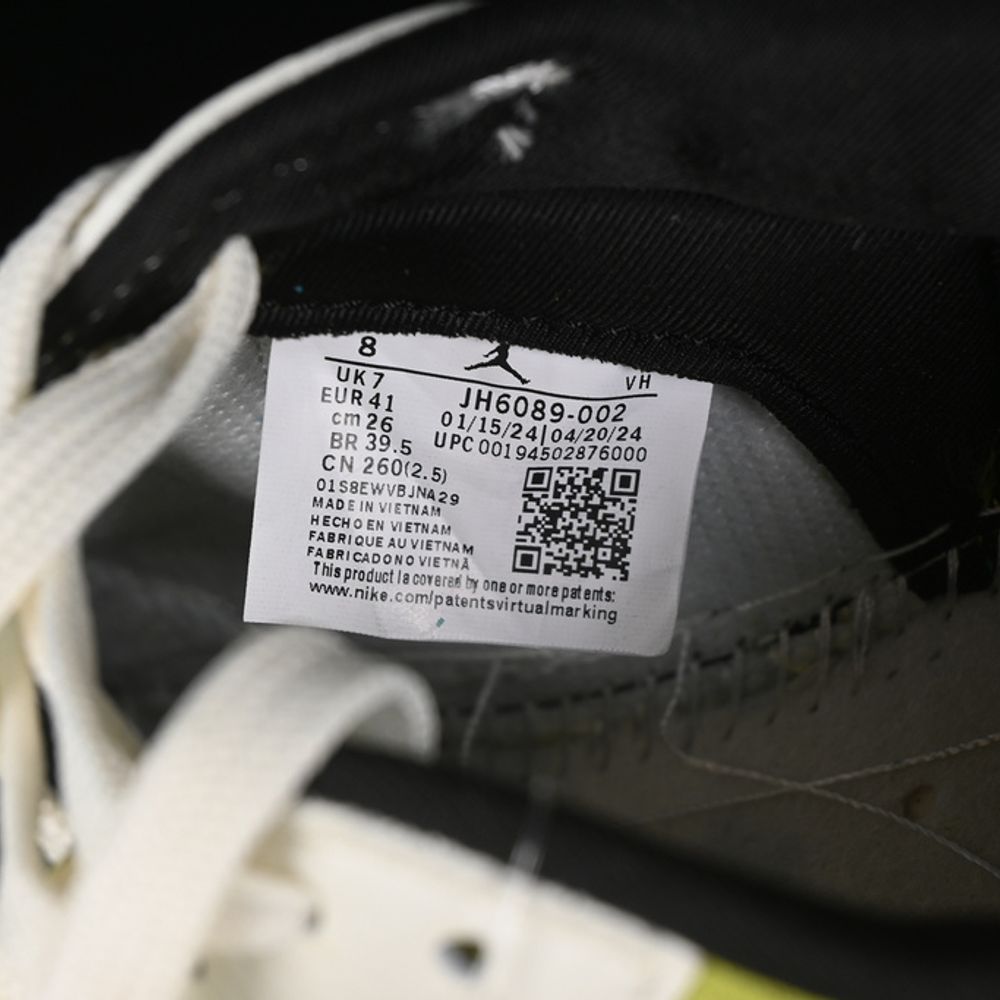 8
VH
UK 7
EUR 41
cm 26
BR 39.5
CN 260(2.5)
JH6089-002
01/15/24|04/20/24
UPC 00194502876000
01S8EWVBJNA29
MADE IN VIETNAM
HECHO EN VIETNAM
FABRIQUE AU VIETNAM
FABRICADO NO VIETNÃ
This product is covered by one or more patents:
www.nike.com/patentsvirtualmarking